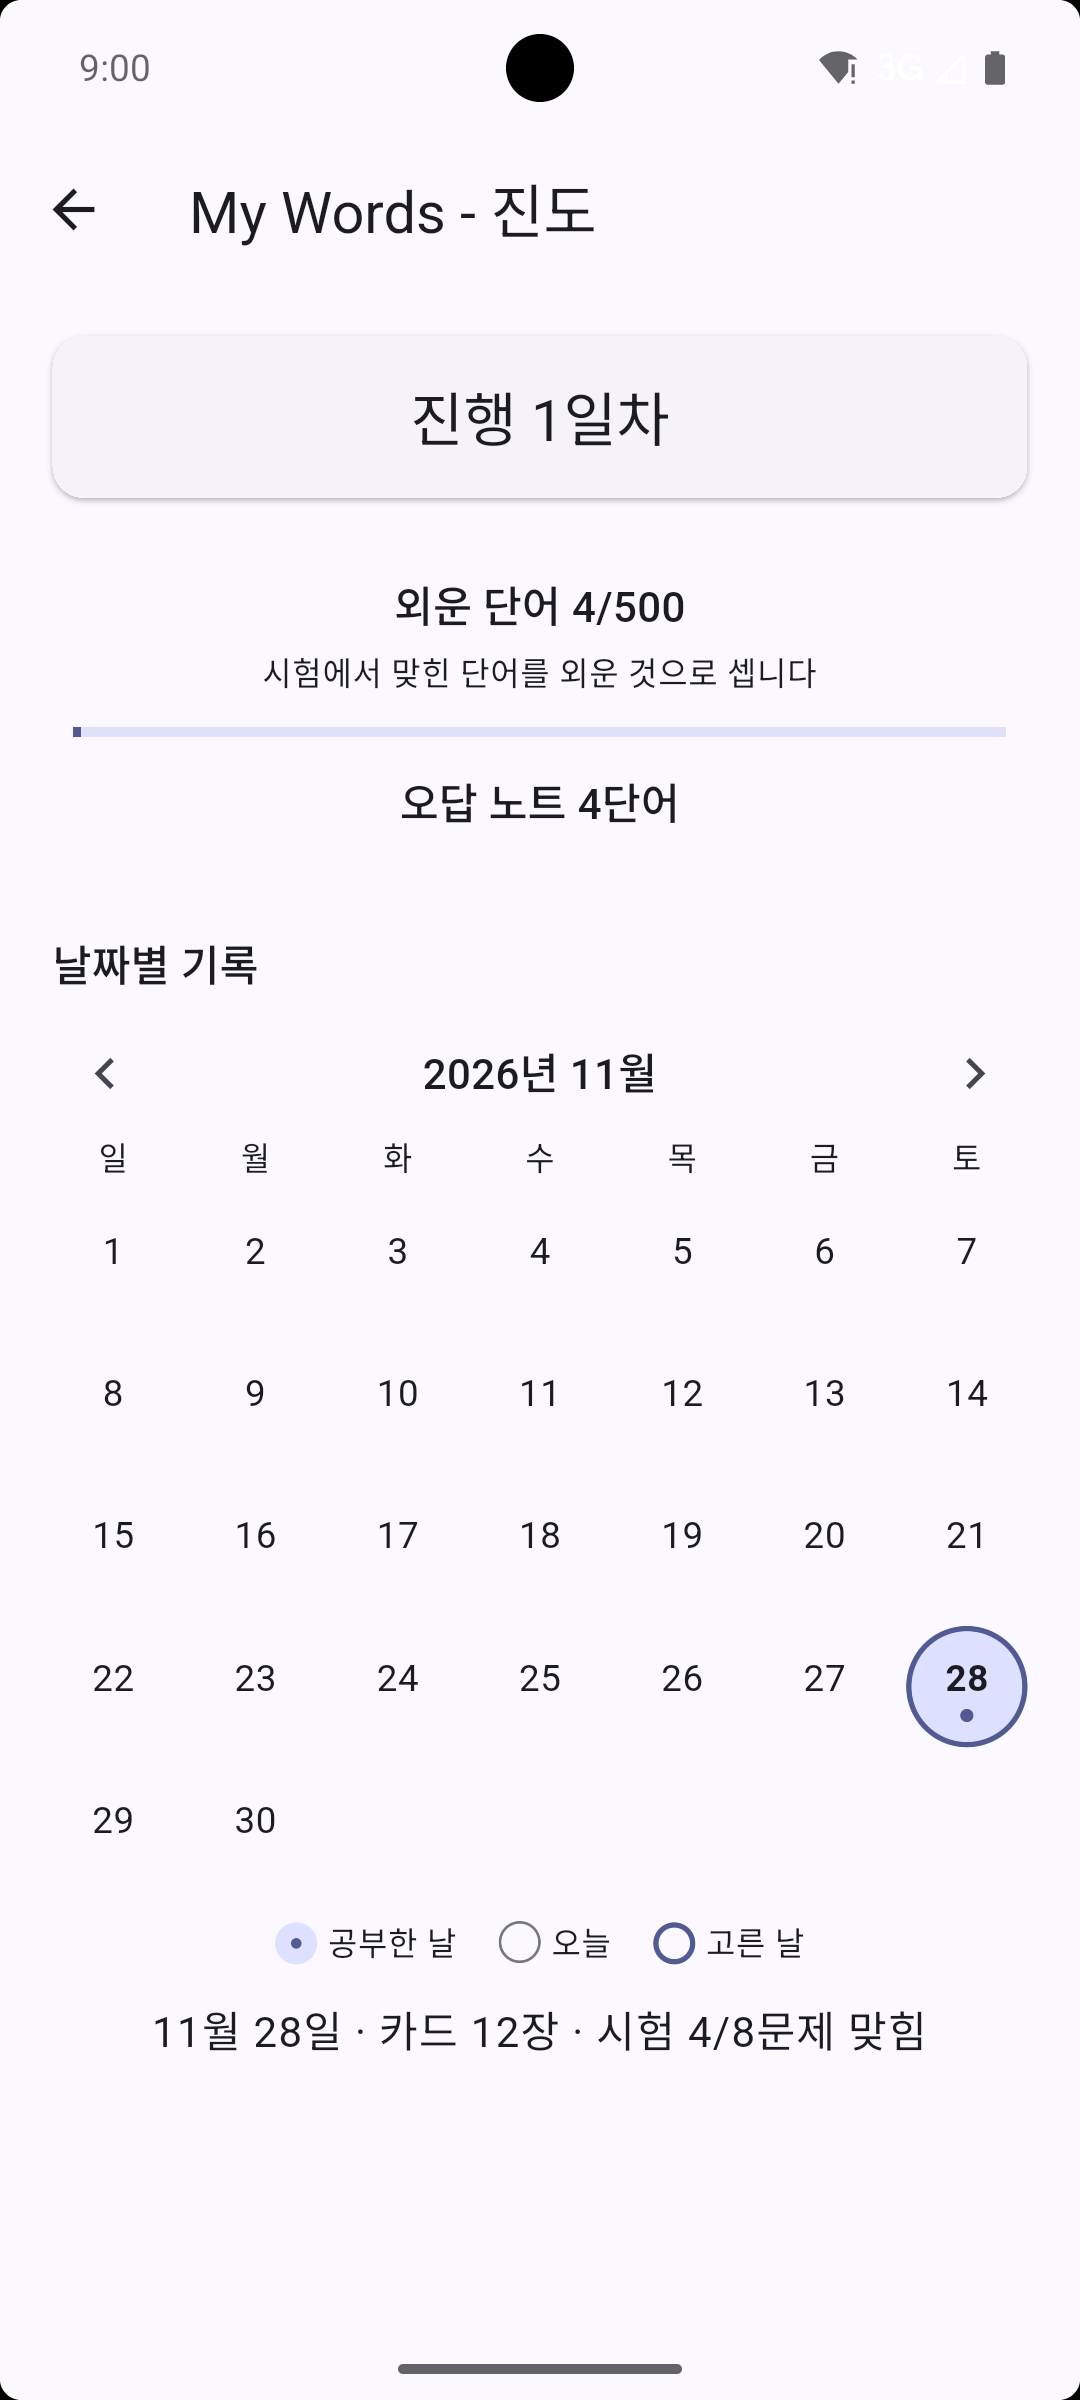 9:00
3G
My Words - 진도
진행 1일차
외운 단어 4/500
시험에서 맞힌 단어를 외운 것으로 셉니다
오답 노트 4단어
날짜별 기록
2026년 11월
일 월 화 수 목 금 토
1 2 3 4 5 6 7
8 9 10 11 12 13 14
15 16 17 18 19 20 21
22 23 24 25 26 27 28
29 30
공부한 날 오늘 고른 날
11월 28일 · 카드 12장 · 시험 4/8문제 맞힘